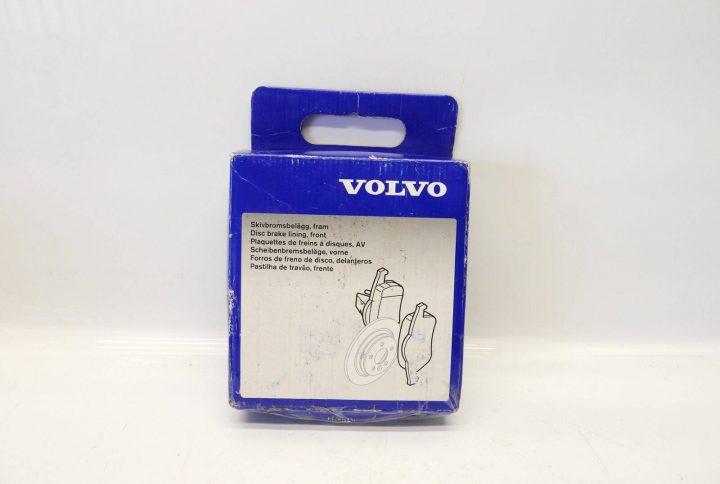 VOLVO
Skivbromsbelägg, fram
Disc brake lining, front
Plaquettes de freins à disques, AV
Scheibenbremsbeläge, vorne
Forros de freno de disco, delanteros
Pastilha de travão, frente